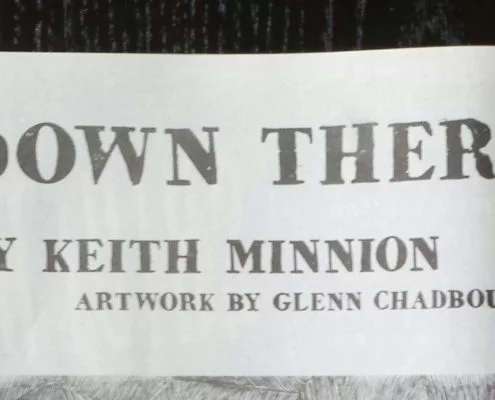 DOWN THER
Y KEITH MINNION
ARTWORK BY GLENN CHADBOU